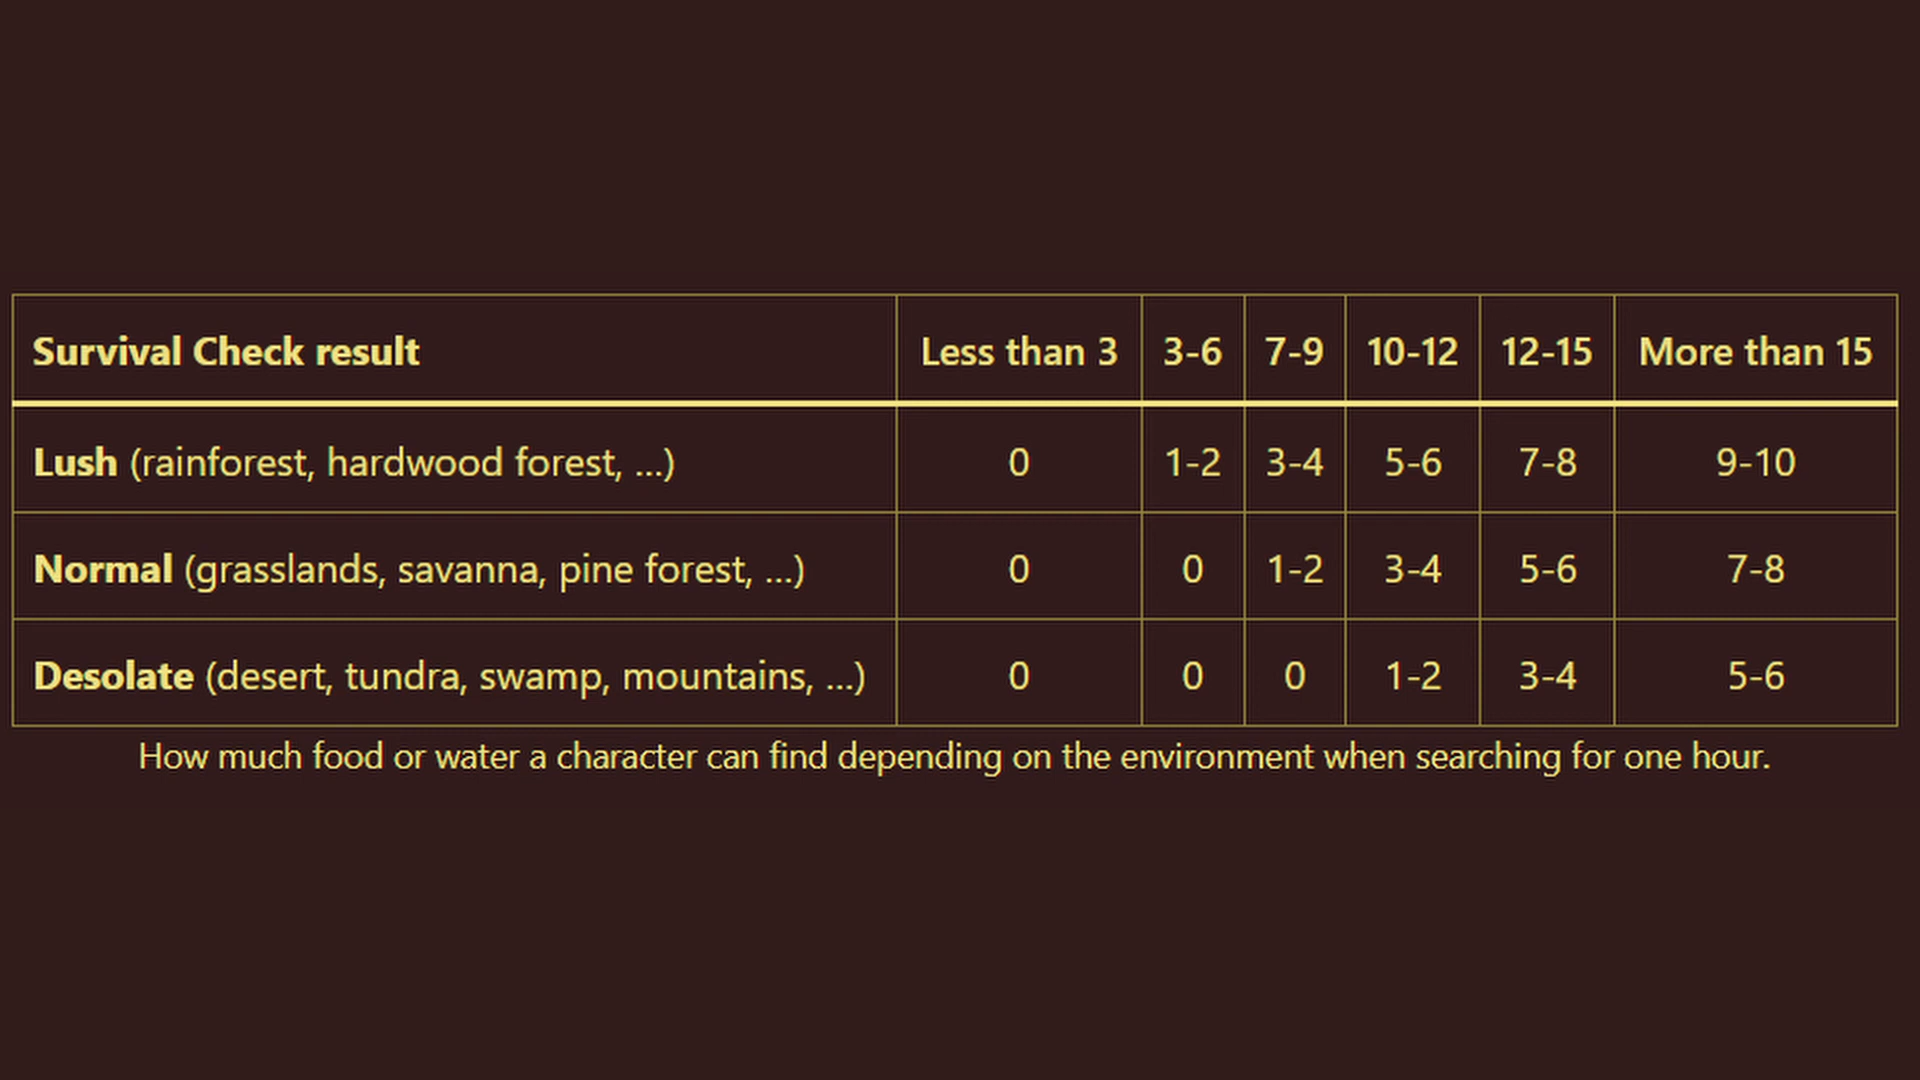 Survival Check result Less than 3 3-6 7-9 10-12 12-15 More than 15
Lush (rainforest, hardwood forest, ...) 0 1-2 3-4 5-6 7-8 9-10
Normal (grasslands, savanna, pine forest, ...) 0 0 1-2 3-4 5-6 7-8
Desolate (desert, tundra, swamp, mountains, ...) 0 0 0 1-2 3-4 5-6
How much food or water a character can find depending on the environment when searching for one hour.